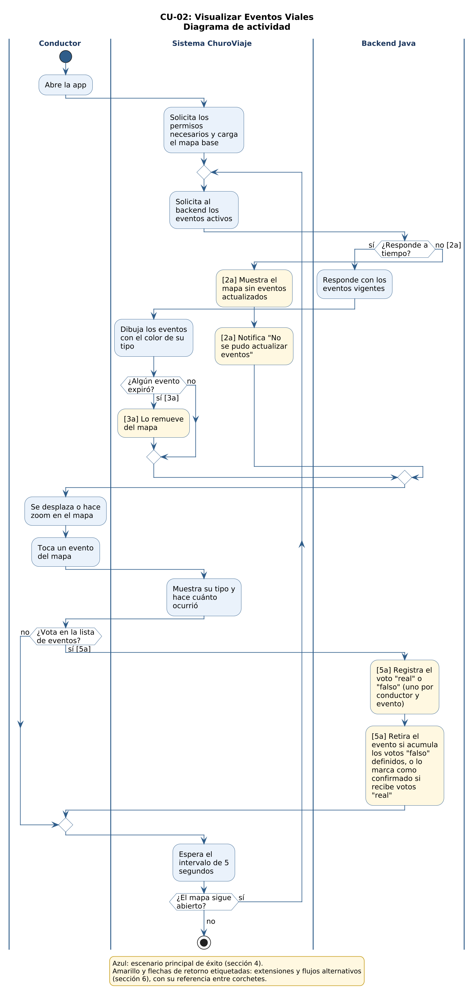 CU-02: Visualizar Eventos Viales
Diagrama de actividad
Conductor
Sistema ChuroViaje
Backend Java
Abre la app
Solicita los
permisos
necesarios y carga
el mapa base
Solicita al
backend los
eventos activos
sí
¿Responde a
tiempo?
no [2a]
[2a] Muestra el
mapa sin eventos
actualizados
Responde con los
eventos vigentes
Dibuja los eventos
con el color de su
tipo
[2a] Notifica "No
se pudo actualizar
eventos"
¿Algún evento
expiró?
no
sí [3a]
[3a] Lo remueve
del mapa
Se desplaza o hace
zoom en el mapa
Toca un evento
del mapa
Muestra su tipo y
hace cuánto
ocurrió
no
¿Vota en la lista
de eventos?
sí [5a]
[5a] Registra el
voto "real" o
"falso" (uno por
conductor y
evento)
[5a] Retira el
evento si acumula
los votos "falso"
definidos, o lo
marca como
confirmado si
recibe votos
"real"
Espera el
intervalo de 5
segundos
¿El mapa sigue
abierto?
sí
no
Azul: escenario principal de éxito (sección 4).
Amarillo y flechas de retorno etiquetadas: extensiones y flujos alternativos
(sección 6), con su referencia entre corchetes.